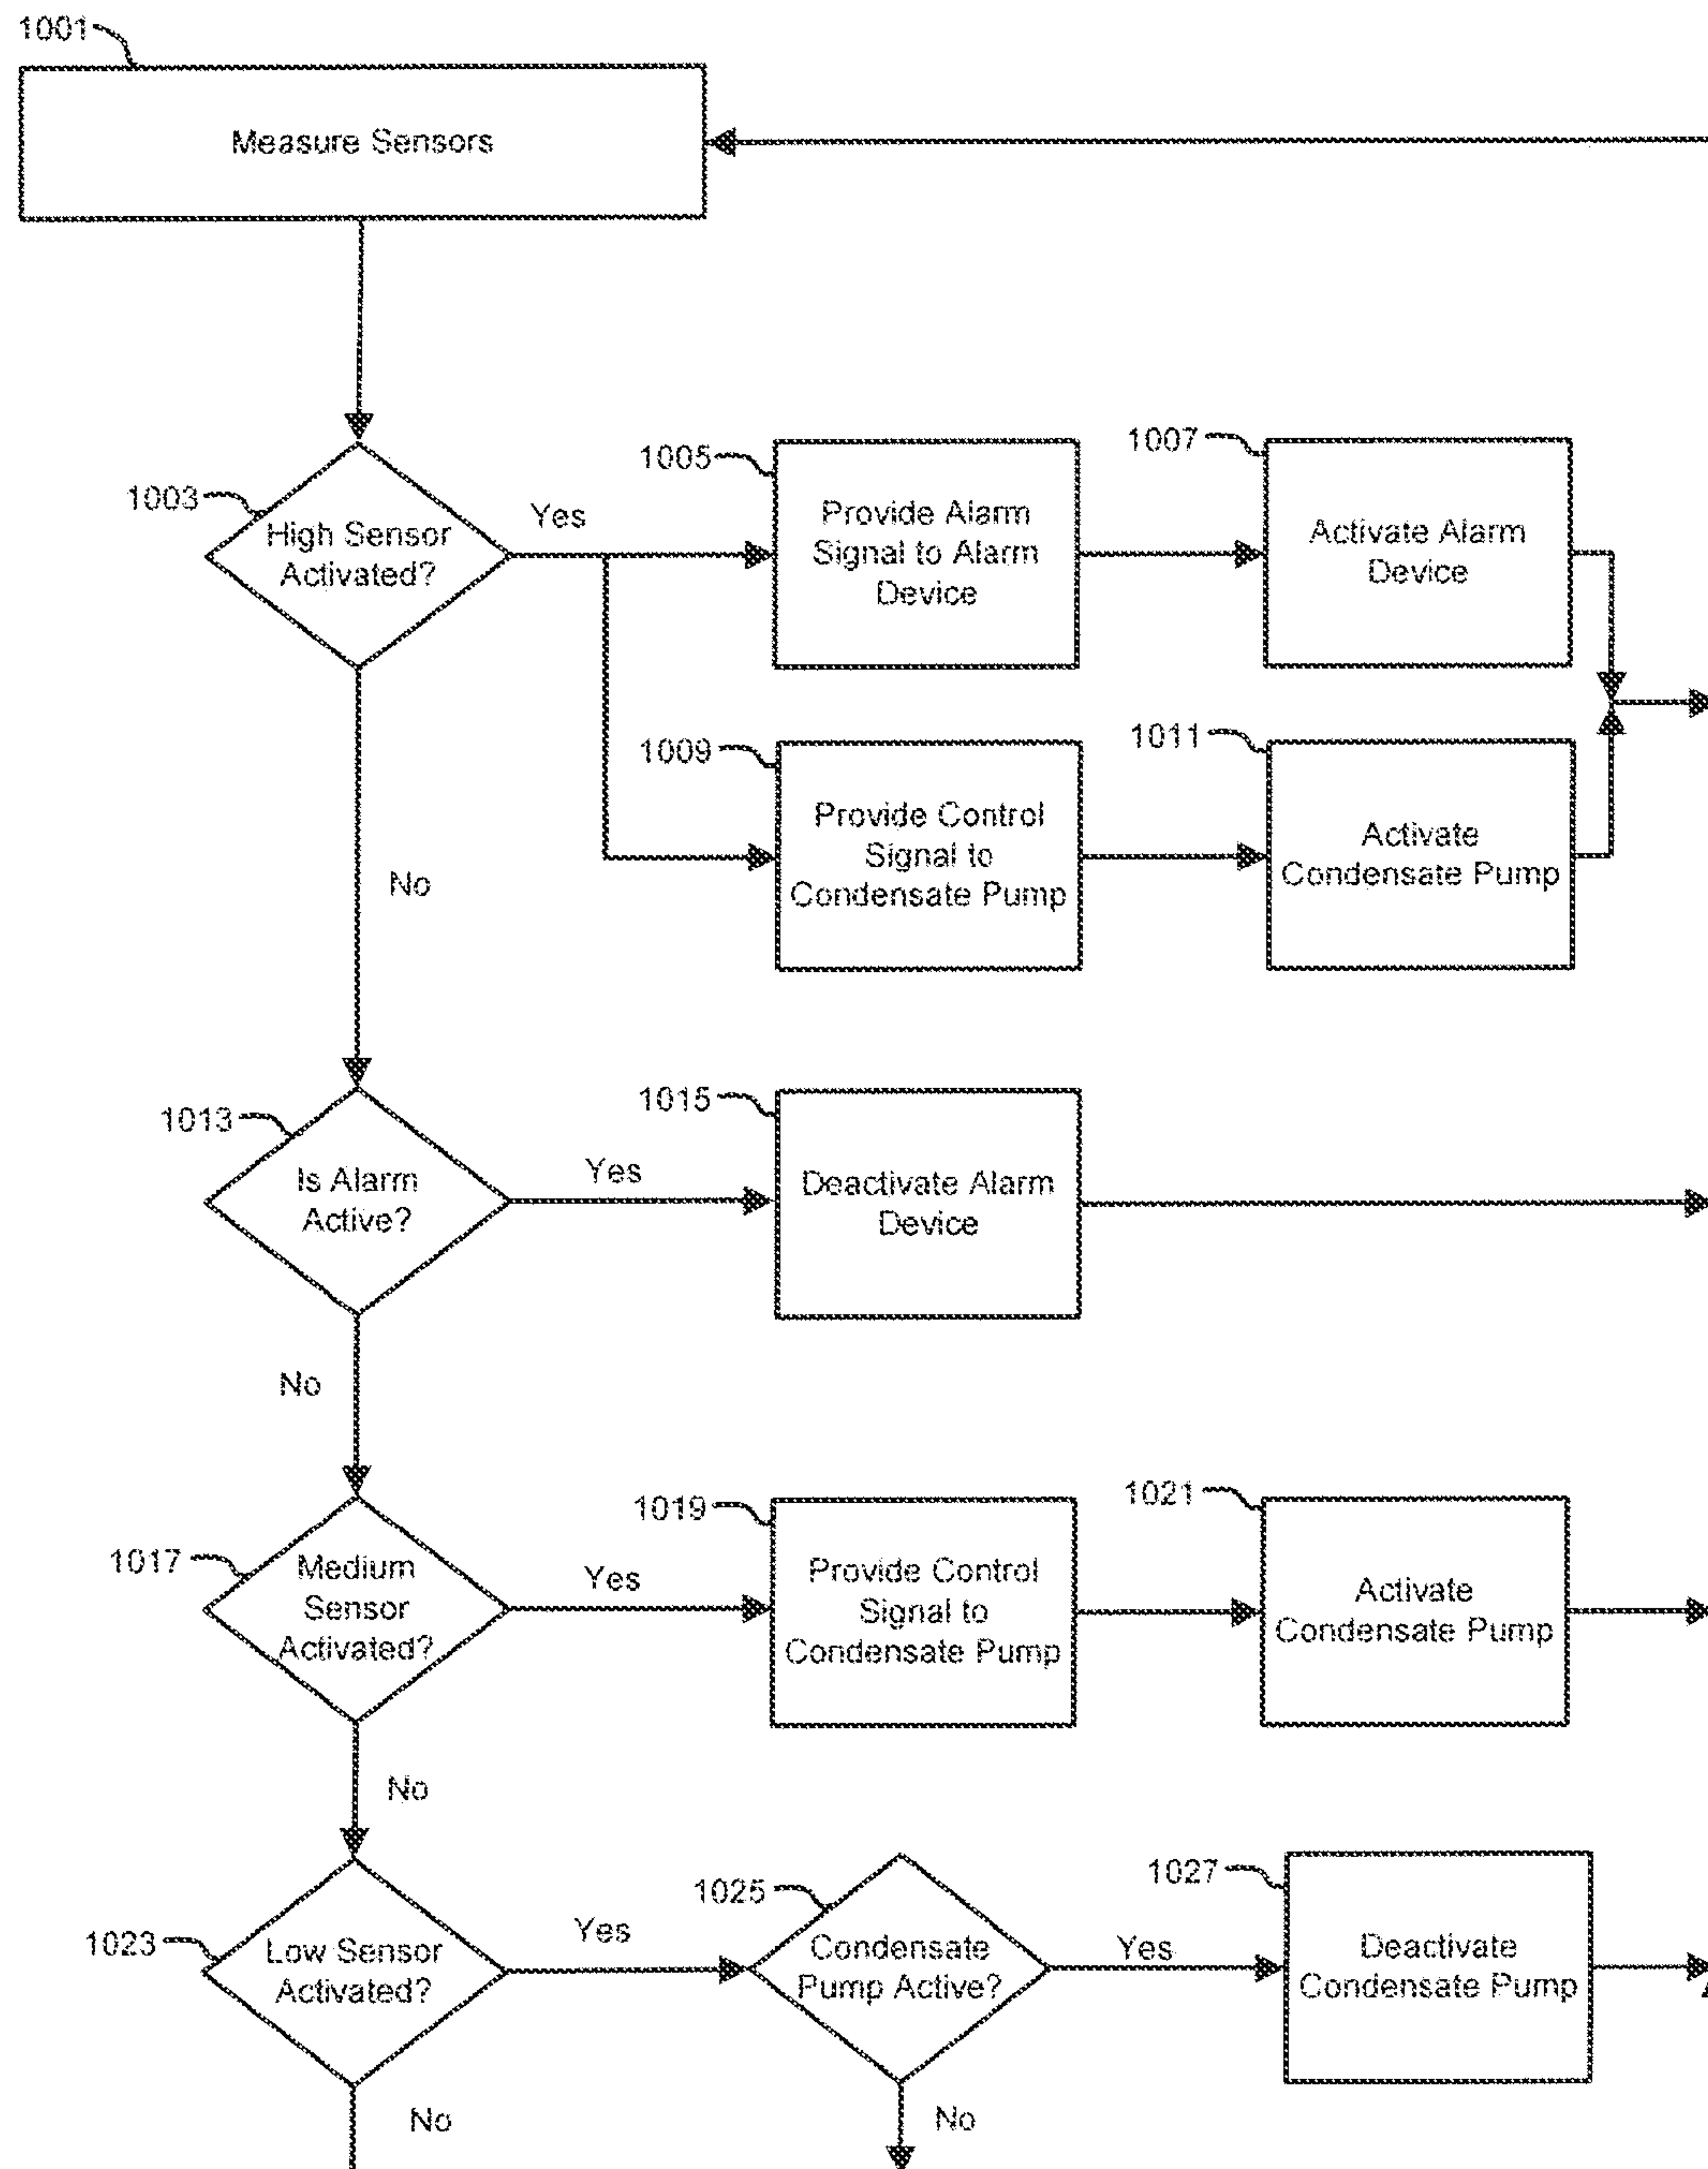 1001
Measure Sensors
1003
High Sensor
Activated?
Yes
No
1005
Provide Alarm
Signal to Alarm
Device
1007
Activate Alarm
Device
1009
Provide Control
Signal to
Condensate Pump
1011
Activate
Condensate Pump
1013
Is Alarm
Active?
Yes
No
1015
Deactivate Alarm
Device
1017
Medium
Sensor
Activated?
Yes
No
1019
Provide Control
Signal to
Condensate Pump
1021
Activate
Condensate Pump
1023
Low Sensor
Activated?
Yes
No
1025
Condensate
Pump Active?
Yes
No
1027
Deactivate
Condensate Pump